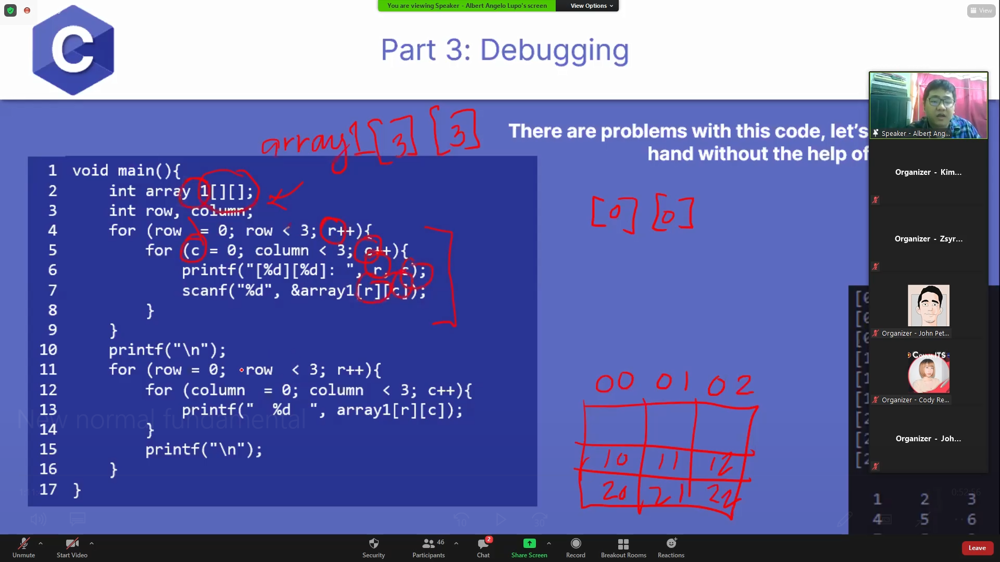 You are viewing Speaker - Albert Angelo Lupo's screen
View Options
View
C
Part 3: Debugging
array1[3][3]
There are problems with this code, let's
hand without the help of
1 void main(){
2 int array 1[][];
3 int row, column;
4 for (row = 0; row < 3; r++){
5 for (c = 0; column < 3; c++){
6 printf("[%d][%d]: ", r, c);
7 scanf("%d", &array1[r][c]);
8 }
9 }
10 printf("\n");
11 for (row = 0; row < 3; r++){
12 for (column = 0; column < 3; c++){
13 printf(" %d ", array1[r][c]);
14 }
15 printf("\n");
16 }
17 }
New normal fundamental
[0][0]
00 01 02
10 11 12
20 21 22
Speaker - Albert Ang...
Organizer - Kim...
Organizer - Zsyr...
Organizer - John Pet...
Organizer - Cody Re...
Organizer - Joh...
0:52:56
1 2 3
4 5 6
10
30
Unmute
Start Video
Security
46
Participants
2
Chat
Share Screen
Record
Breakout Rooms
Reactions
Leave